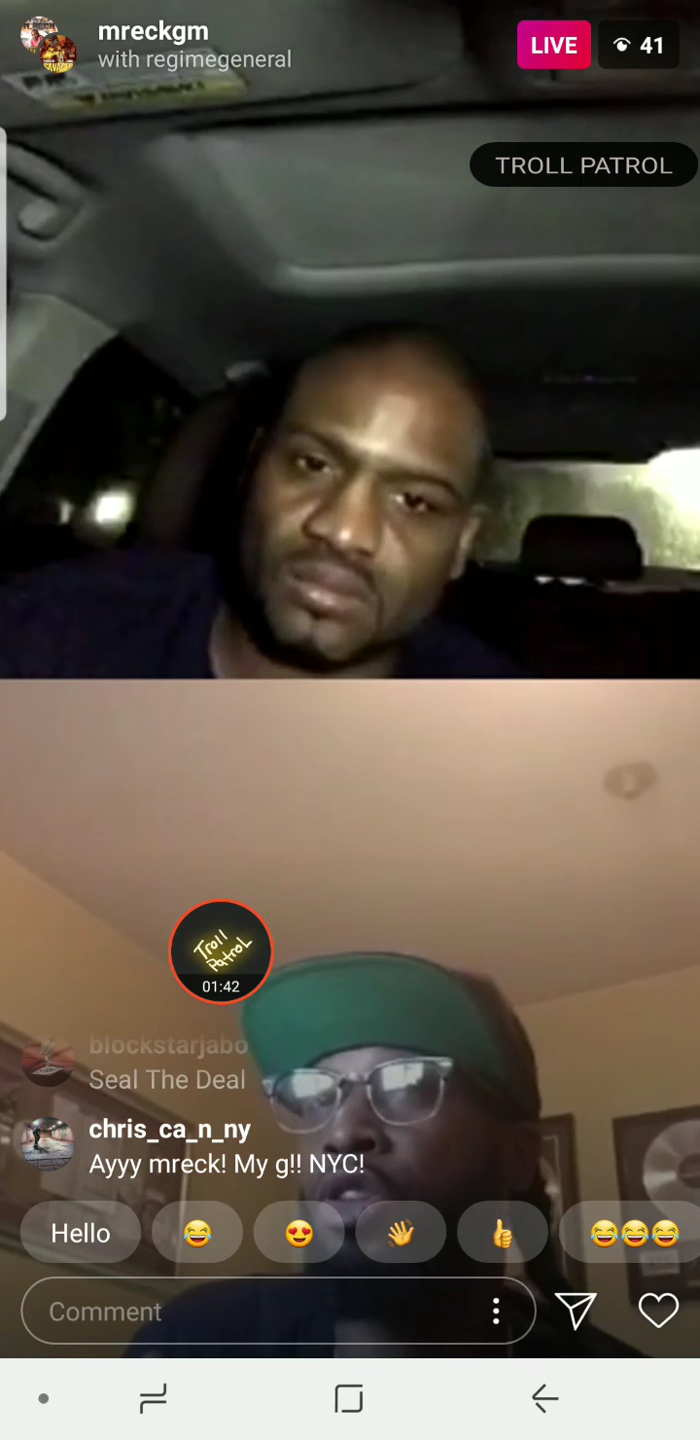 mreckgm
with regimegeneral
LIVE
41
TROLL PATROL
Troll
Patrol
01:42
blockstarjabo
Seal The Deal
chris_ca_n_ny
Ayyy mreck! My g!! NYC!
Hello
😂
😍
👋
👍
😂😂😂
Comment